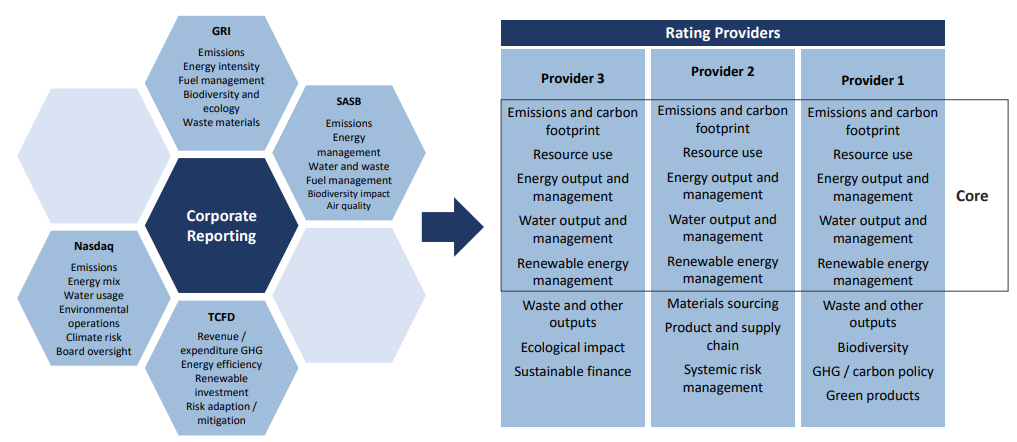 GRI
Emissions
Energy intensity
Fuel management
Biodiversity and
ecology
Waste materials
SASB
Emissions
Energy
management
Water and waste
Fuel management
Biodiversity impact
Air quality
Corporate
Reporting
Nasdaq
Emissions
Energy mix
Water usage
Environmental
operations
Climate risk
Board oversight
TCFD
Revenue /
expenditure GHG
Energy efficiency
Renewable
investment
Risk adaption /
mitigation
Rating Providers
Provider 3
Emissions and carbon
footprint
Resource use
Energy output and
management
Water output and
management
Renewable energy
management
Waste and other
outputs
Ecological impact
Sustainable finance
Provider 2
Emissions and carbon
footprint
Resource use
Energy output and
management
Water output and
management
Renewable energy
management
Materials sourcing
Product and supply
chain
Systemic risk
management
Provider 1
Emissions and carbon
footprint
Resource use
Energy output and
management
Water output and
management
Renewable energy
management
Waste and other
outputs
Biodiversity
GHG / carbon policy
Green products
Core